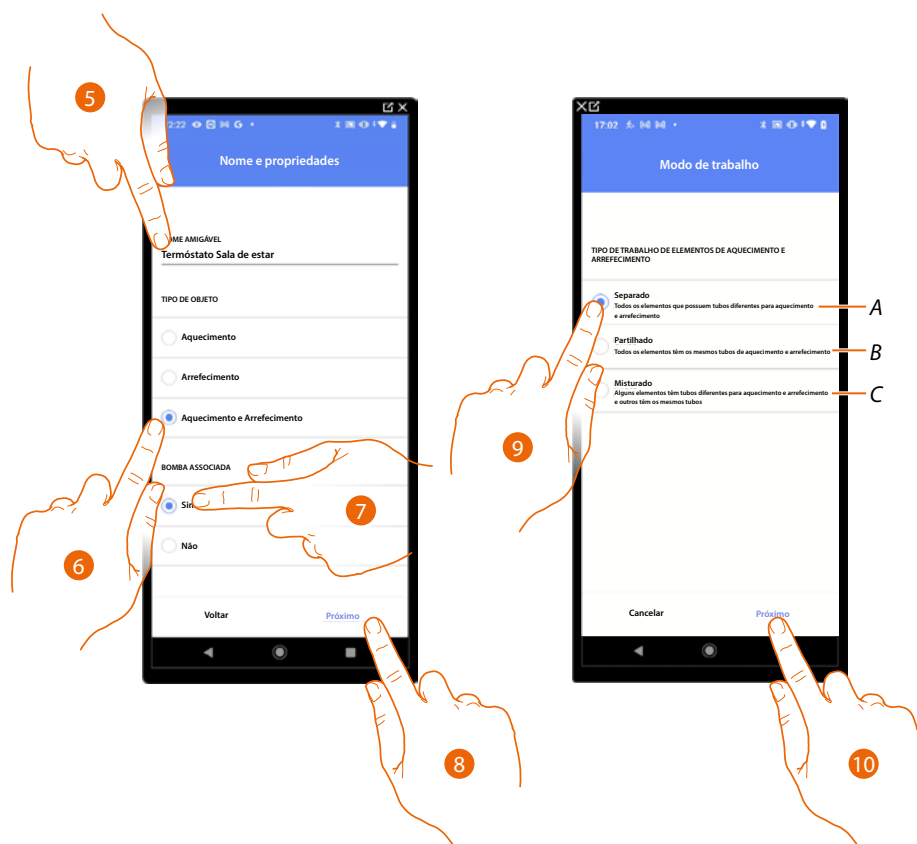 5
2:22
Nome e propriedades
OME AMIGÁVEL
Termóstato Sala de estar
TIPO DE OBJETO
Aquecimento
Arrefecimento
Aquecimento e Arrefecimento
BOMBA ASSOCIADA
Sim
7
Não
6
Voltar
Próximo
8
17:02
Modo de trabalho
TIPO DE TRABALHO DE ELEMENTOS DE AQUECIMENTO E
ARREFECIMENTO
Separado
Todos os elementos que possuem tubos diferentes para aquecimento
e arrefecimento
A
Partilhado
Todos os elementos têm os mesmos tubos de aquecimento e arrefecimento
B
Misturado
Alguns elementos têm tubos diferentes para aquecimento e arrefecimento
e outros têm os mesmos tubos
C
9
Cancelar
Próximo
10